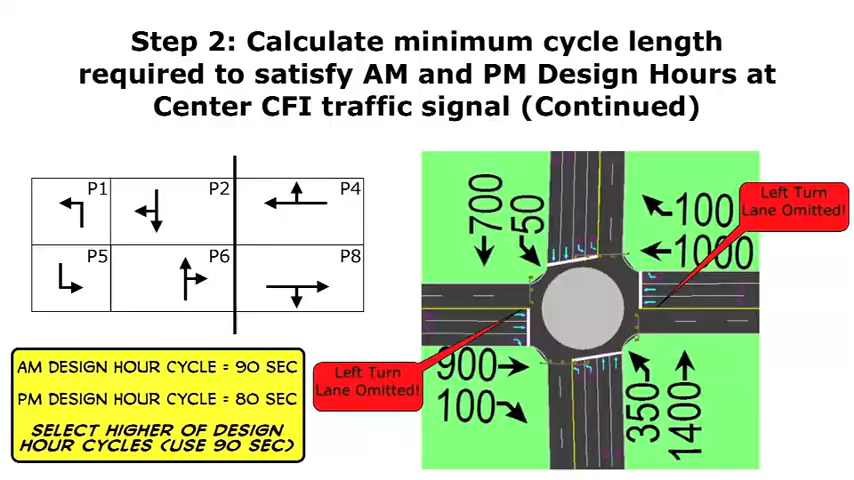 Step 2: Calculate minimum cycle length
required to satisfy AM and PM Design Hours at
Center CFI traffic signal (Continued)
P1
P2
P4
P5
P6
P8
AM DESIGN HOUR CYCLE = 90 SEC
PM DESIGN HOUR CYCLE = 80 SEC
SELECT HIGHER OF DESIGN
HOUR CYCLES (USE 90 SEC)
700
50
100
1000
Left Turn
Lane Omitted!
Left Turn
Lane Omitted!
900
100
350
1400